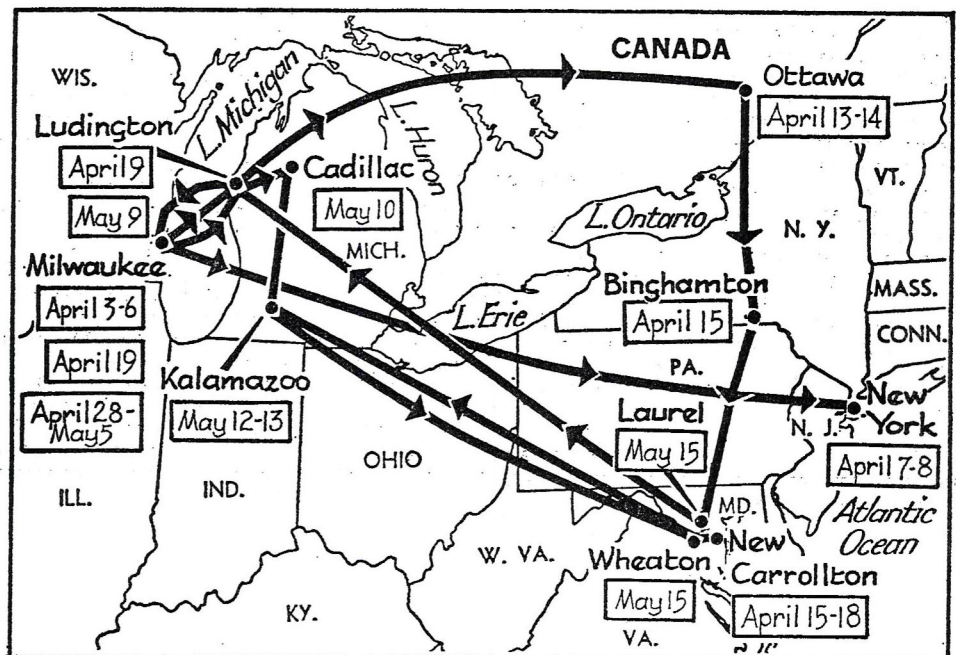 CANADA
WIS.
Ottawa
April 13-14
L. Michigan
Ludington
April 9
May 9
L. Huron
Cadillac
May 10
MICH.
VT.
L. Ontario
N. Y.
Milwaukee
April 3-6
April 19
April 28-
May 5
Binghamton
April 15
MASS.
CONN.
L. Erie
Kalamazoo
May 12-13
PA.
New
York
April 7-8
N. J.
Laurel
May 15
OHIO
ILL.
IND.
MD.
Atlantic
Ocean
W. VA.
Wheaton
May 15
New
Carrollton
April 15-18
KY.
VA.